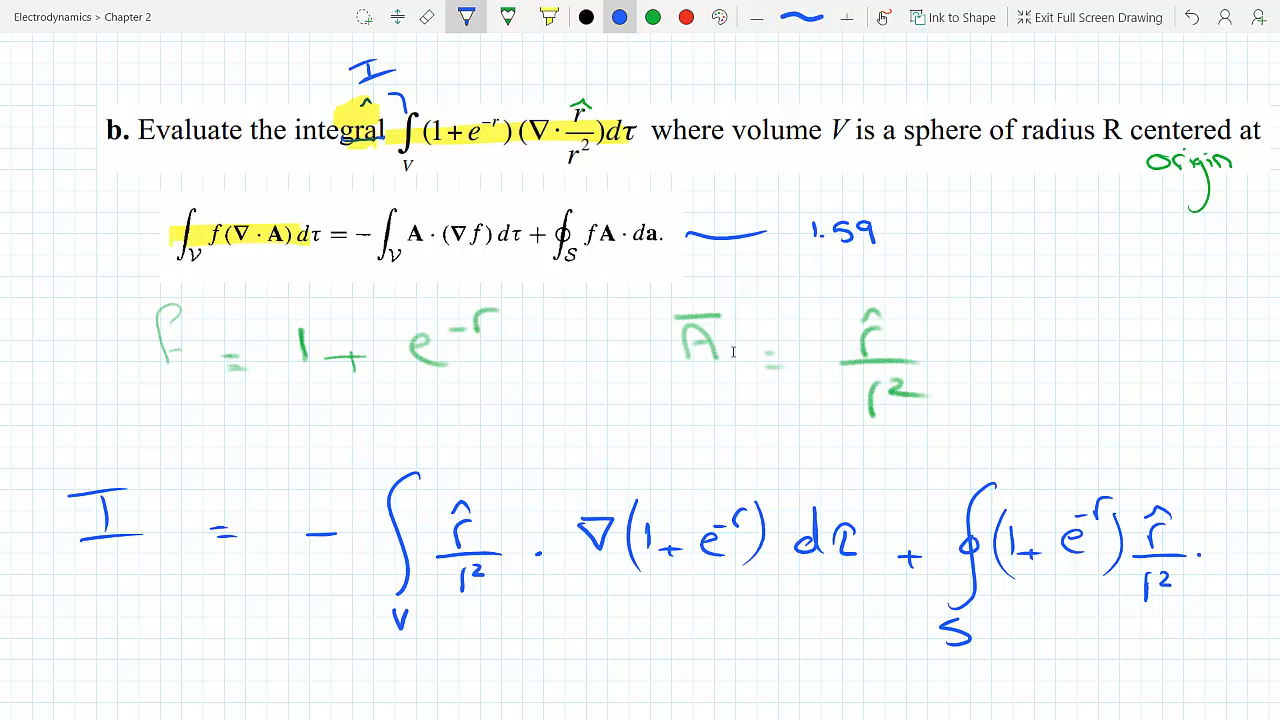 Electrodynamics > Chapter 2
Ink to Shape
Exit Full Screen Drawing
I
b. Evaluate the integral ∫_V (1 + e^{-r}) (∇ · r̂/r²)dτ where volume V is a sphere of radius R centered at
origin
∫_V f(∇ · A) dτ = − ∫_V A · (∇f) dτ + ∮_S fA · da. — 1.59
f = 1 + e^{-r} A̅ = r̂/r²
I = − ∫_V r̂/r² · ∇(1 + e^{-r}) dτ + ∮_S (1 + e^{-r}) r̂/r² ·